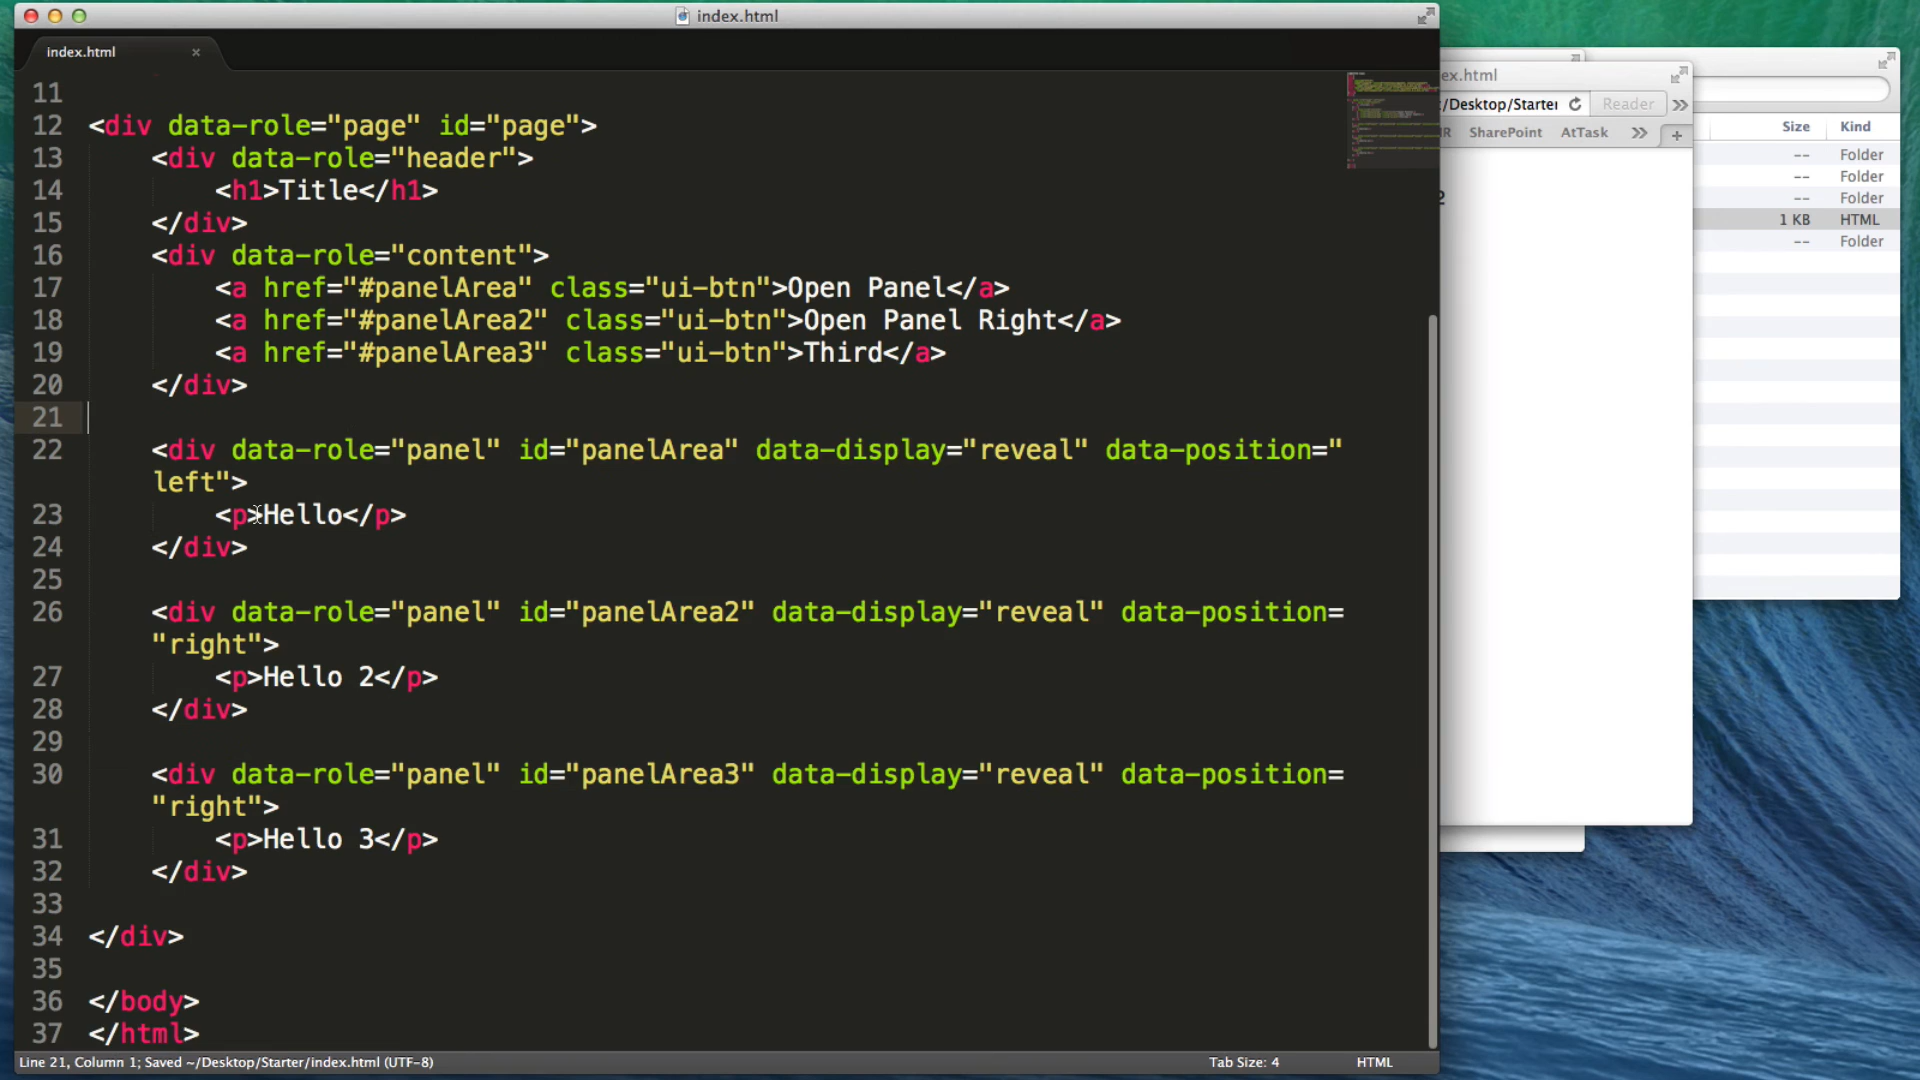 index.html
index.html ×
11
12 <div data-role="page" id="page">
13 <div data-role="header">
14 <h1>Title</h1>
15 </div>
16 <div data-role="content">
17 <a href="#panelArea" class="ui-btn">Open Panel</a>
18 <a href="#panelArea2" class="ui-btn">Open Panel Right</a>
19 <a href="#panelArea3" class="ui-btn">Third</a>
20 </div>
21
22 <div data-role="panel" id="panelArea" data-display="reveal" data-position="
left">
23 <p>Hello</p>
24 </div>
25
26 <div data-role="panel" id="panelArea2" data-display="reveal" data-position=
"right">
27 <p>Hello 2</p>
28 </div>
29
30 <div data-role="panel" id="panelArea3" data-display="reveal" data-position=
"right">
31 <p>Hello 3</p>
32 </div>
33
34 </div>
35
36 </body>
37 </html>
Line 21, Column 1; Saved ~/Desktop/Starter/index.html (UTF-8) Tab Size: 4 HTML
ex.html
:/Desktop/Starter Reader »
R SharePoint AtTask » +
2
Size Kind
-- Folder
-- Folder
-- Folder
1 KB HTML
-- Folder